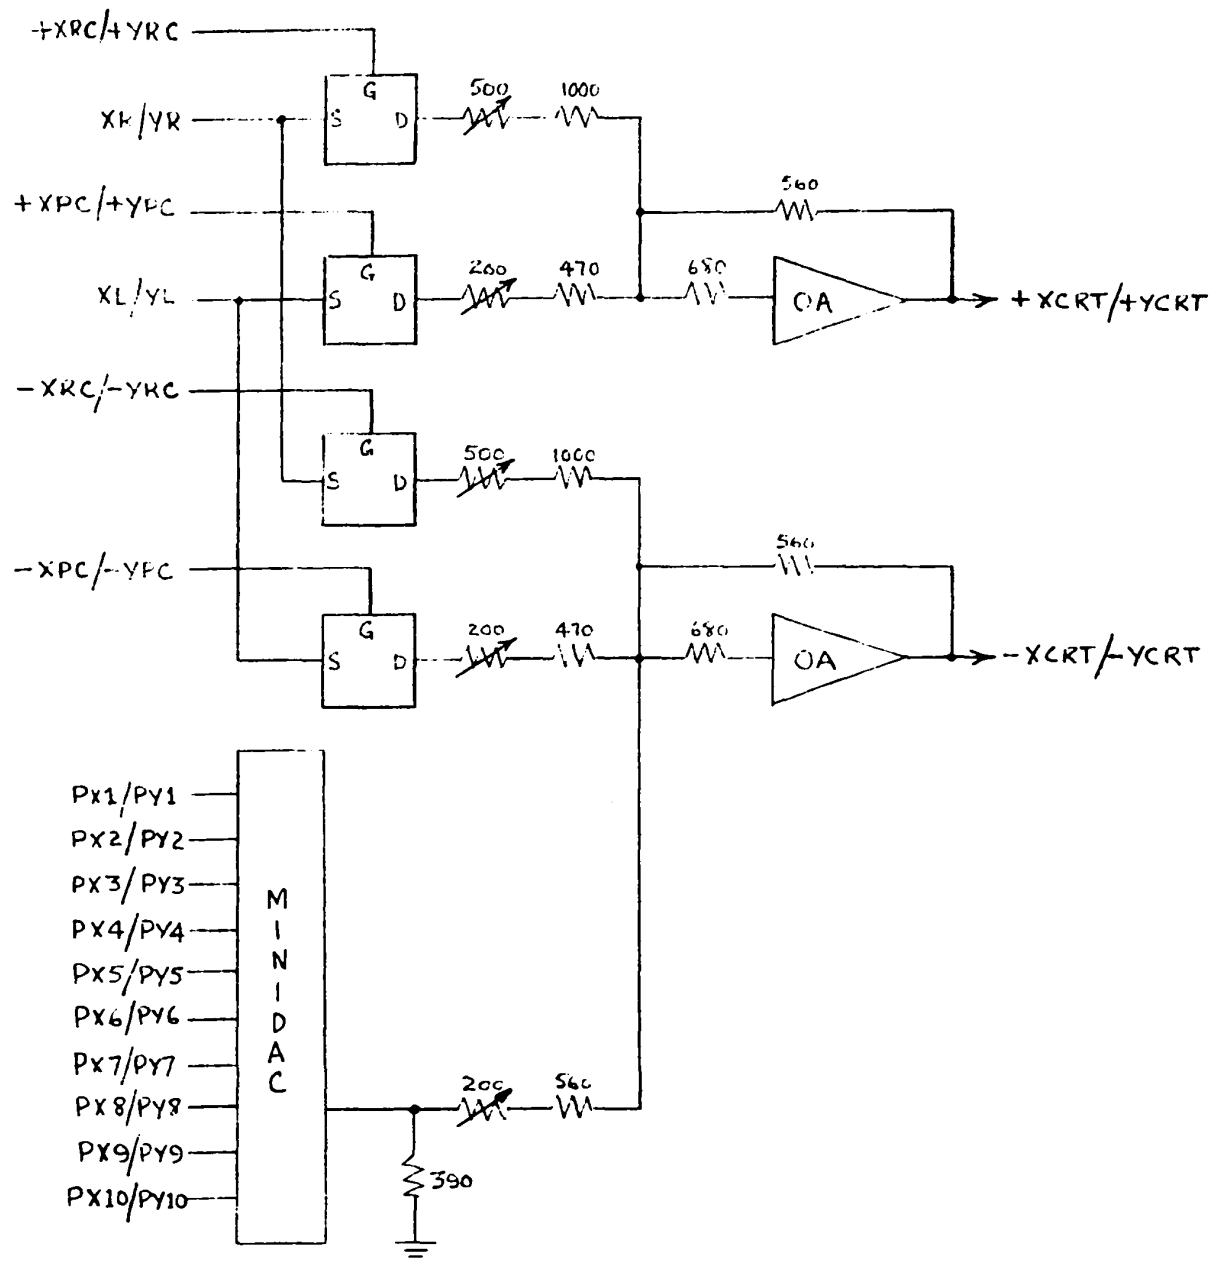 +XRC/+YRC
G
500
1000
XR/YR
S
D
560
+XPC/+YPC
G
200
470
680
XL/YL
S
D
OA
+XCRT/+YCRT
-XRC/-YRC
G
500
1000
S
D
560
-XPC/-YPC
G
200
470
680
S
D
OA
-XCRT/-YCRT
PX1/PY1
PX2/PY2
PX3/PY3
PX4/PY4
PX5/PY5
PX6/PY6
PX7/PY7
PX8/PY8
PX9/PY9
PX10/PY10
MINIDAC
200
560
390